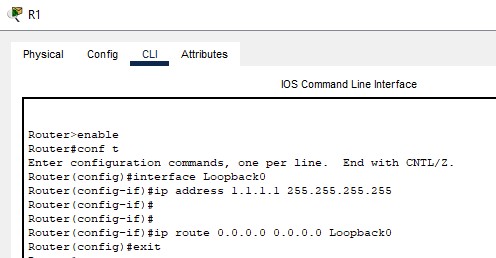 R1
Physical Config CLI Attributes
IOS Command Line Interface
Router>enable
Router#conf t
Enter configuration commands, one per line.  End with CNTL/Z.
Router(config)#interface Loopback0
Router(config-if)#ip address 1.1.1.1 255.255.255.255
Router(config-if)#
Router(config-if)#
Router(config-if)#ip route 0.0.0.0 0.0.0.0 Loopback0
Router(config)#exit